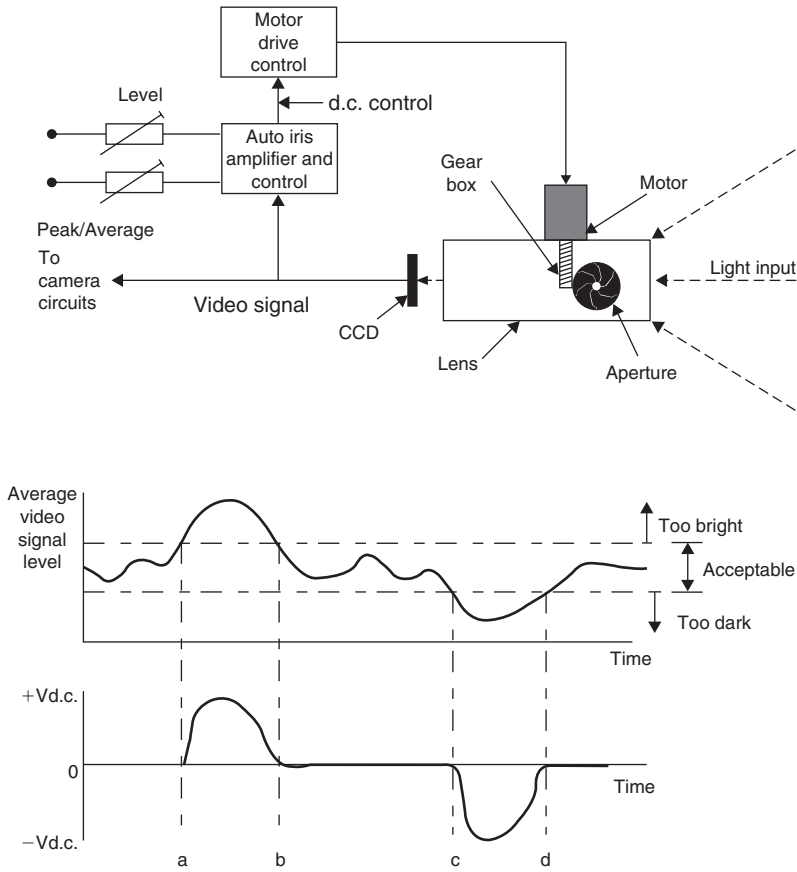 Motor
drive
control
Level
d.c. control
Auto iris
amplifier and
control
Gear
box
Motor
Peak/Average
To
camera
circuits
Light input
Video signal
CCD
Lens
Aperture
Average
video
signal
level
Too bright
Acceptable
Too dark
Time
+Vd.c.
0
Time
−Vd.c.
a
b
c
d